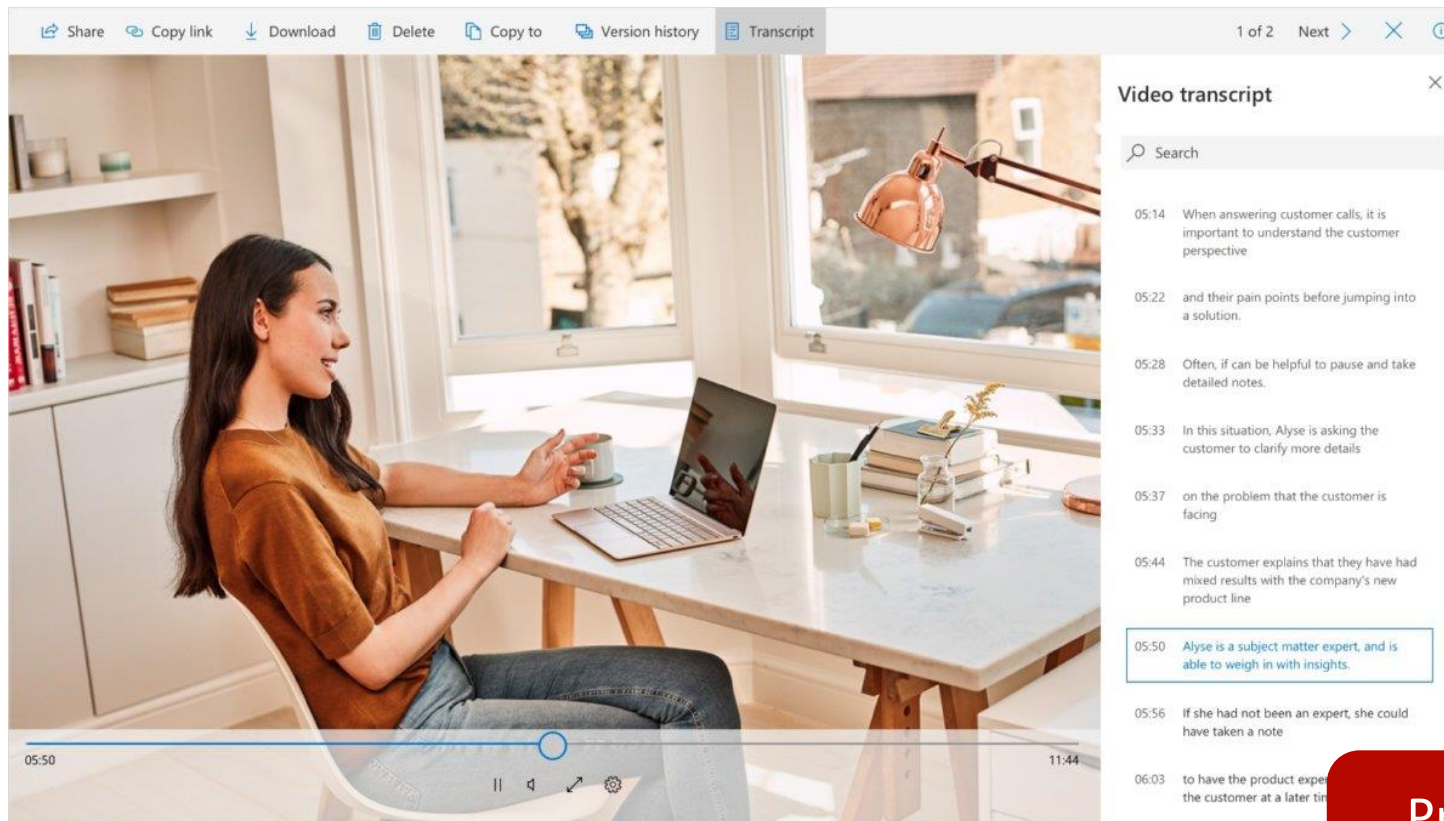 Share Copy link Download Delete Copy to Version history Transcript 1 of 2 Next
Video transcript
Search
05:14 When answering customer calls, it is
important to understand the customer
perspective
05:22 and their pain points before jumping into
a solution.
05:28 Often, if can be helpful to pause and take
detailed notes.
05:33 In this situation, Alyse is asking the
customer to clarify more details
05:37 on the problem that the customer is
facing
05:44 The customer explains that they have had
mixed results with the company's new
product line
05:50 Alyse is a subject matter expert, and is
able to weigh in with insights.
05:56 If she had not been an expert, she could
have taken a note
06:03 to have the product
the customer at a later
05:50 11:44